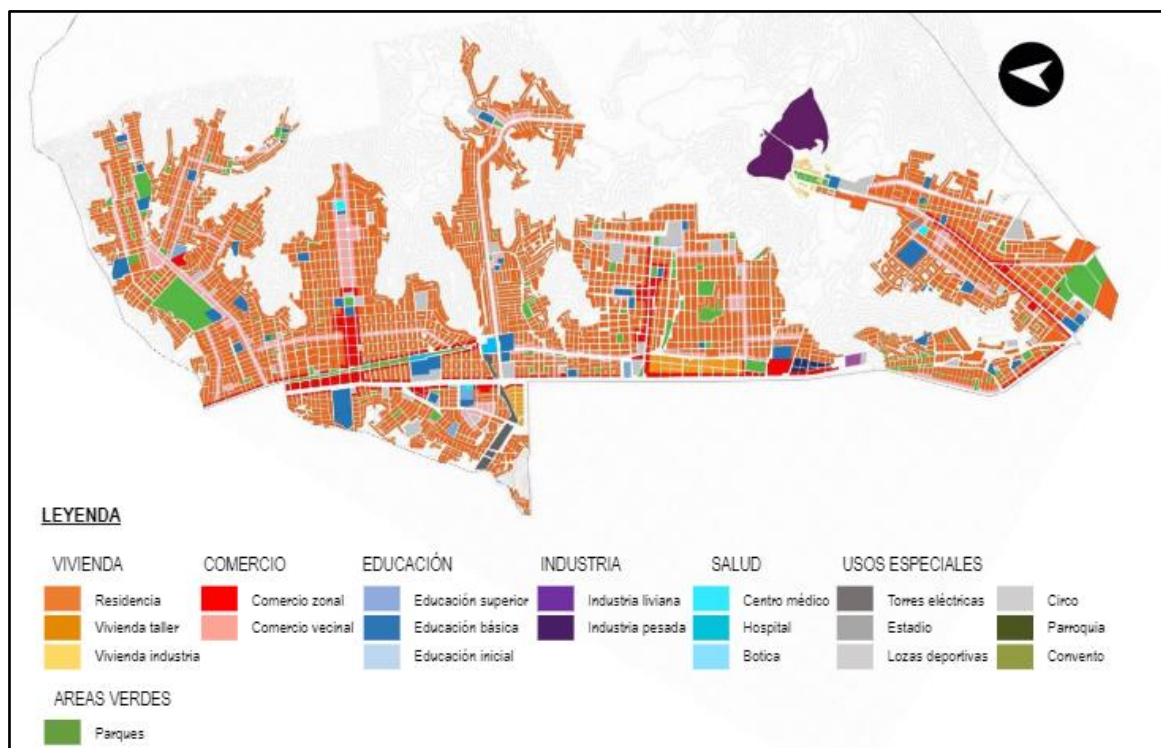 LEYENDA
VIVIENDA
Residencia
Vivienda taller
Vivienda industria
COMERCIO
Comercio zonal
Comercio vecinal
EDUCACIÓN
Educación superior
Educación básica
Educación inicial
INDUSTRIA
Industria liviana
Industria pesada
SALUD
Centro médico
Hospital
Botica
USOS ESPECIALES
Torres eléctricas
Estadio
Lozas deportivas
Circo
Parroquia
Convento
AREAS VERDES
Parques